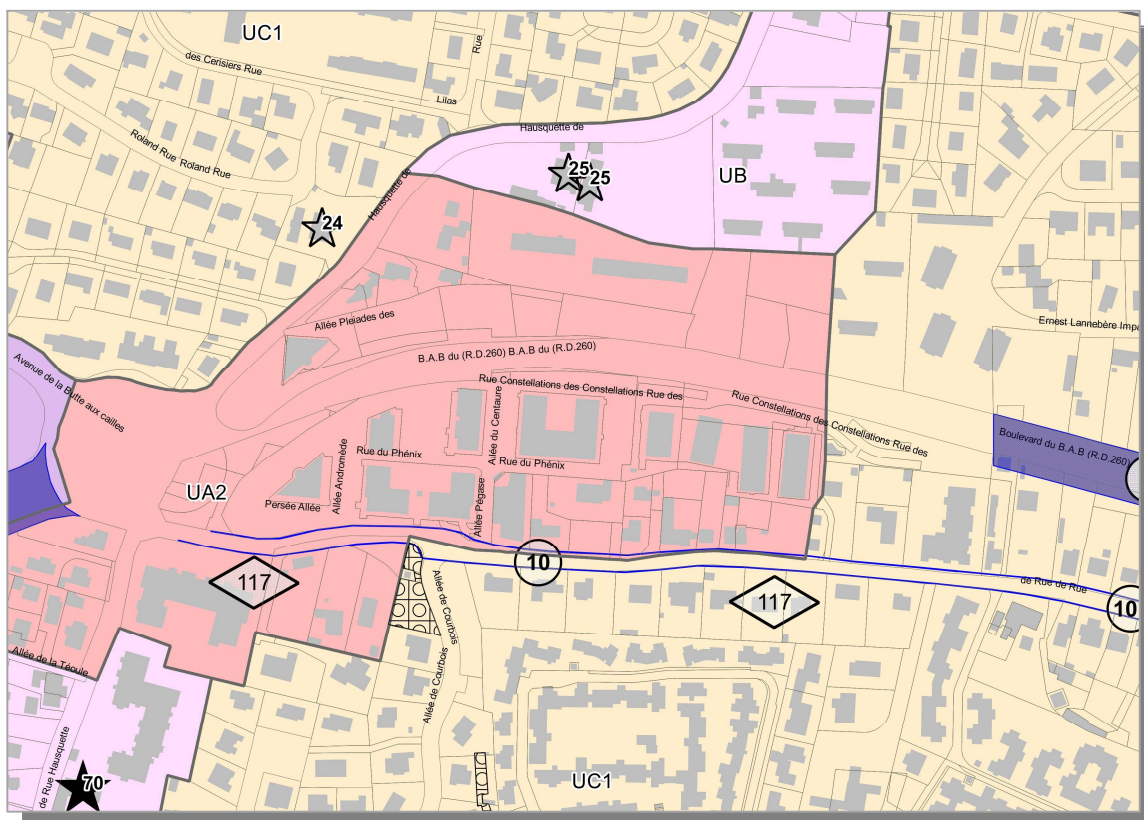 UC1
des Cerisiers Rue
Rue
Lilas
Hausquette de
Roland Rue Roland Rue
25
25
UB
Hausquette de
24
Allée Pleiades des
Ernest Lannebère Imp
B.A.B du (R.D.260) B.A.B du (R.D.260)
Avenue de la Butte aux cailles
Rue Constellations des Constellations Rue des
Rue Constellations des Constellations Rue des
Allée du Centaure
Boulevard du B.A.B (R.D.260)
Allée Andromède
Rue du Phénix
Rue du Phénix
UA2
Persée Allée
Allée Pégase
10
117
117
de Rue de Rue
10
Allée de Courbois
Allée de la Téoule
Allée de Courbois
de Rue Hausquette
70
UC1